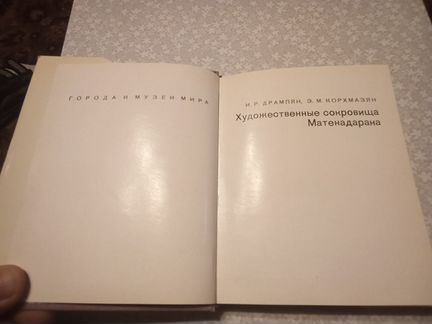 ГОРОДА И МУЗЕИ МИРА
И. Р. ДРАМПЯН, Э. М. КОРХМАЗЯН
Художественные сокровища
Матенадарана